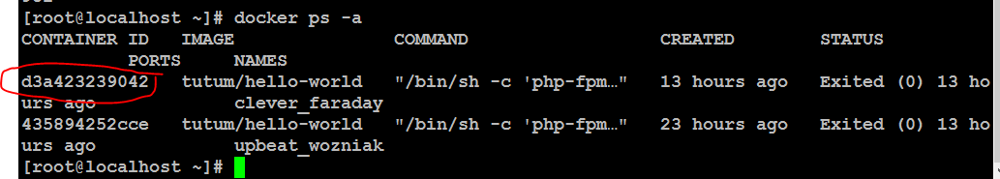 [root@localhost ~]# docker ps -a
CONTAINER ID   IMAGE               COMMAND                  CREATED        STATUS
          PORTS     NAMES
d3a423239042   tutum/hello-world   "/bin/sh -c 'php-fpm…"   13 hours ago   Exited (0) 13 ho
urs ago             clever_faraday
435894252cce   tutum/hello-world   "/bin/sh -c 'php-fpm…"   23 hours ago   Exited (0) 13 ho
urs ago             upbeat_wozniak
[root@localhost ~]#